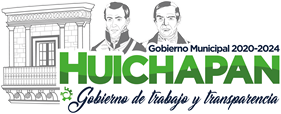 Gobierno Municipal 2020-2024
HUICHAPAN
Gobierno de trabajo y transparencia